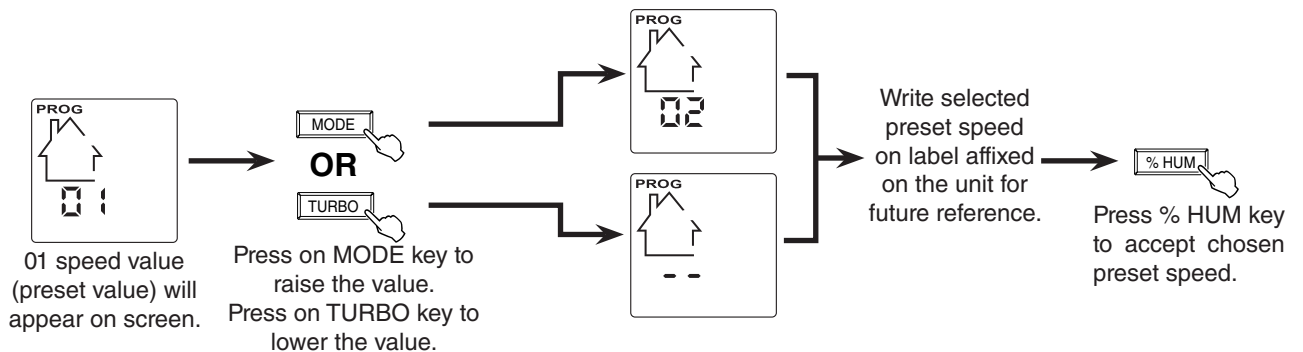 PROG
01
01 speed value
(preset value) will
appear on screen.
MODE
OR
TURBO
Press on MODE key to
raise the value.
Press on TURBO key to
lower the value.
PROG
02
PROG
--
Write selected
preset speed
on label affixed
on the unit for
future reference.
% HUM
Press % HUM key
to accept chosen
preset speed.